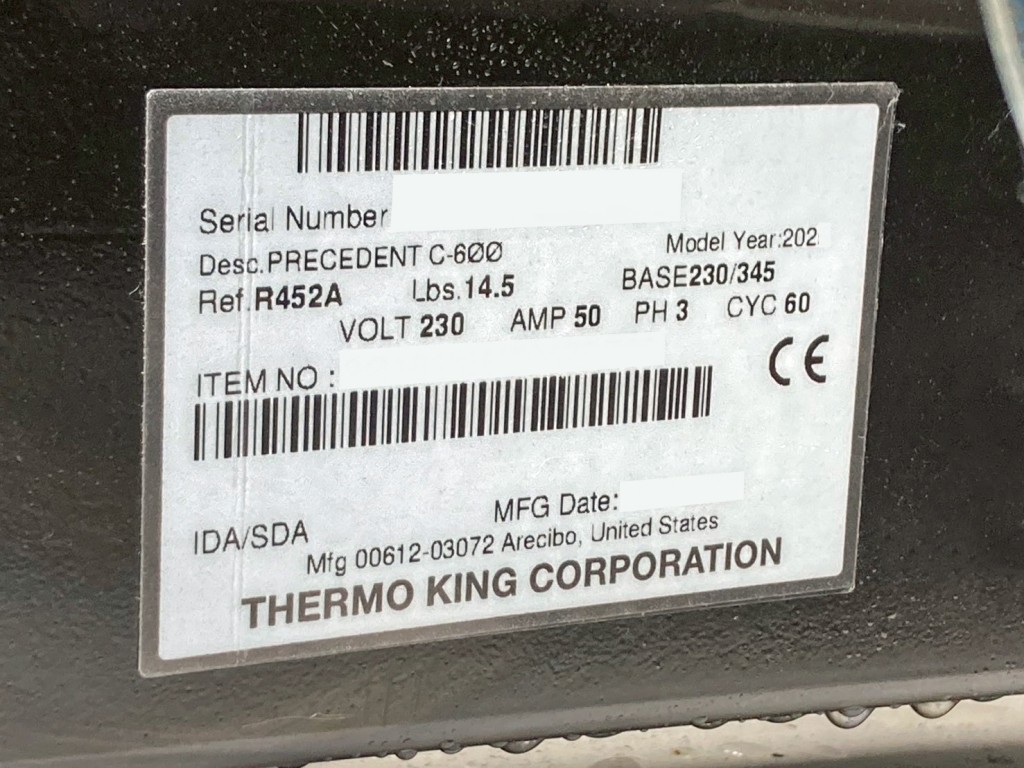 Serial Number
Desc.PRECEDENT C-6ØØ Model Year:202
Ref.R452A Lbs.14.5 BASE230/345
VOLT 230 AMP 50 PH 3 CYC 60
ITEM NO :
CE
MFG Date:
IDA/SDA
Mfg 00612-03072 Arecibo, United States
THERMO KING CORPORATION